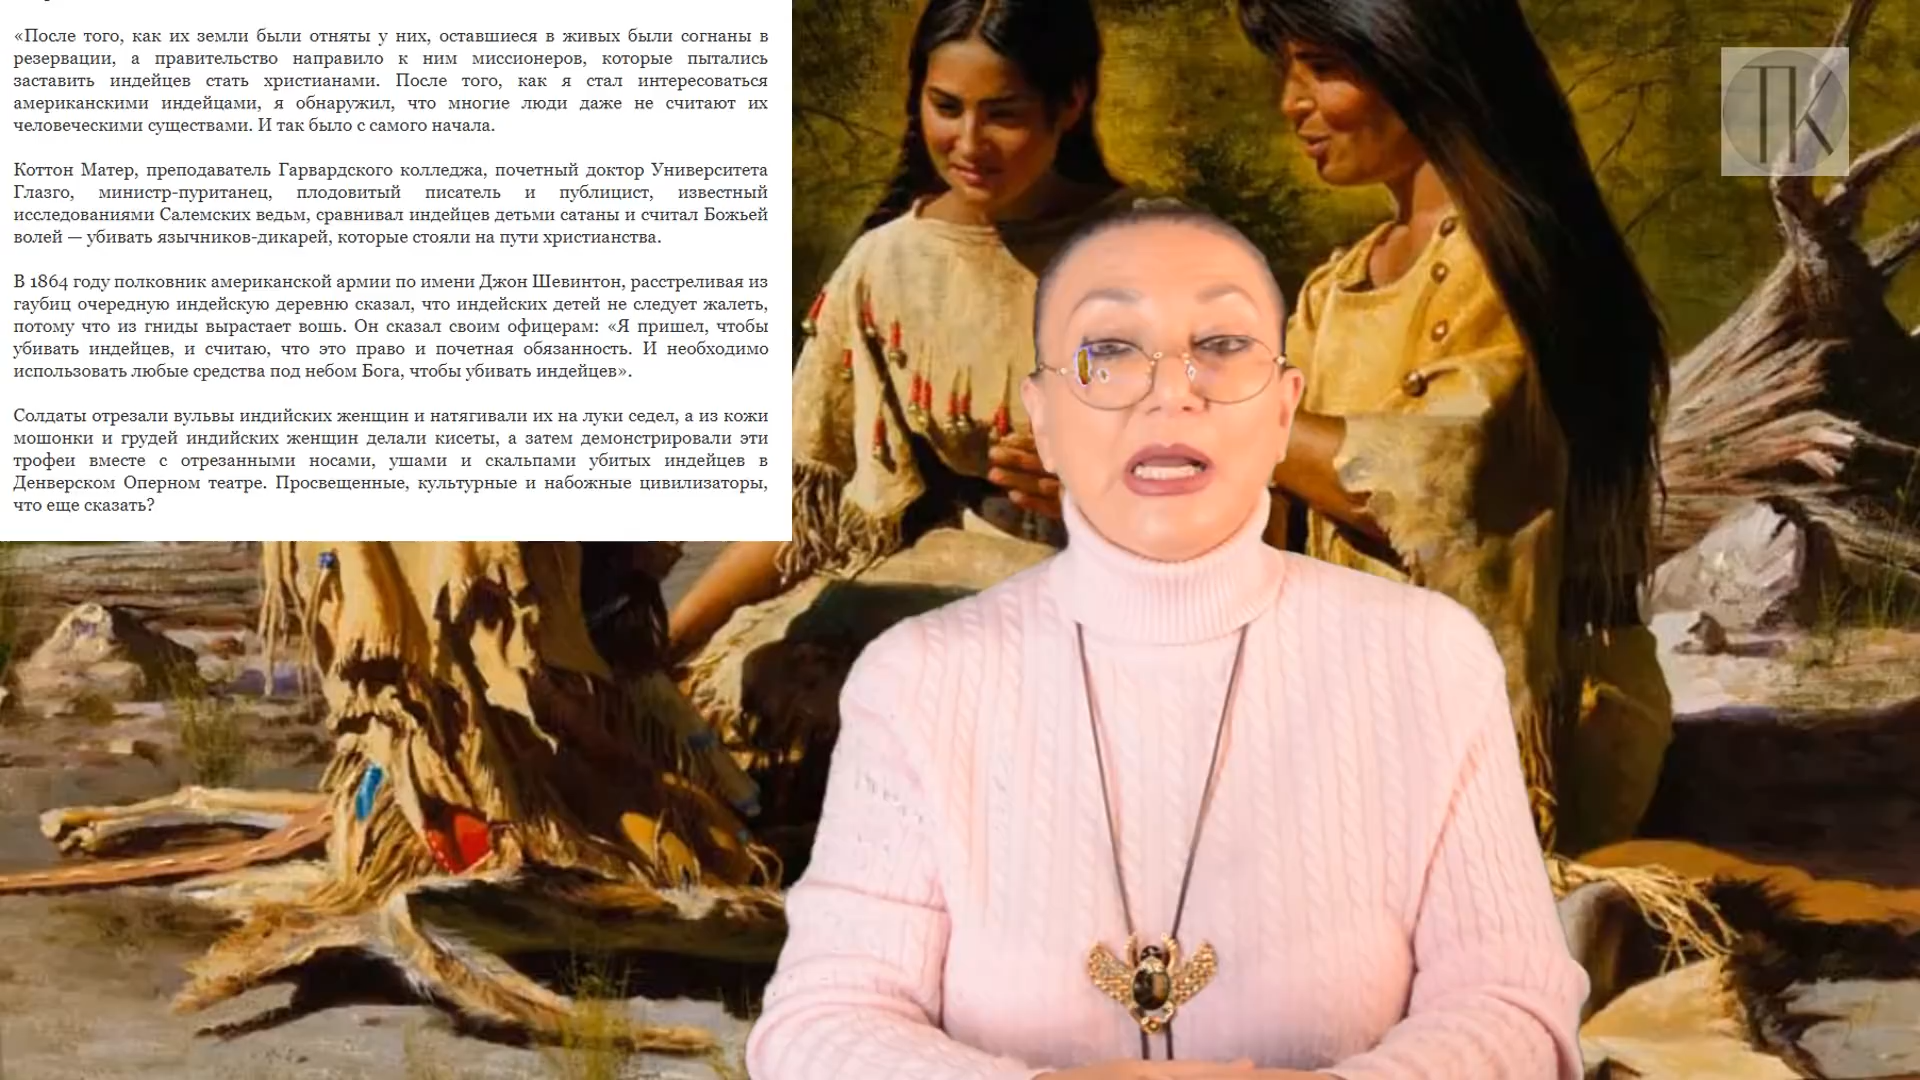 «После того, как их земли были отняты у них, оставшиеся в живых были согнаны в
резервации, а правительство направило к ним миссионеров, которые пытались
заставить индейцев стать христианами. После того, как я стал интересоваться
американскими индейцами, я обнаружил, что многие люди даже не считают их
человеческими существами. И так было с самого начала.
Коттон Матер, преподаватель Гарвардского колледжа, почетный доктор Университета
Глазго, министр-пуританец, плодовитый писатель и публицист, известный
исследованиями Салемских ведьм, сравнивал индейцев детьми сатаны и считал Божьей
волей — убивать язычников-дикарей, которые стояли на пути христианства.
В 1864 году полковник американской армии по имени Джон Шевинтон, расстреливая из
гаубиц очередную индейскую деревню сказал, что индейских детей не следует жалеть,
потому что из гниды вырастает вошь. Он сказал своим офицерам: «Я пришел, чтобы
убивать индейцев, и считаю, что это право и почетная обязанность. И необходимо
использовать любые средства под небом Бога, чтобы убивать индейцев».
Солдаты отрезали вульвы индийских женщин и натягивали их на луки седел, а из кожи
мошонки и грудей индийских женщин делали кисеты, а затем демонстрировали эти
трофеи вместе с отрезанными носами, ушами и скальпами убитых индейцев в
Денверском Оперном театре. Просвещенные, культурные и набожные цивилизаторы,
что еще сказать?
ТК